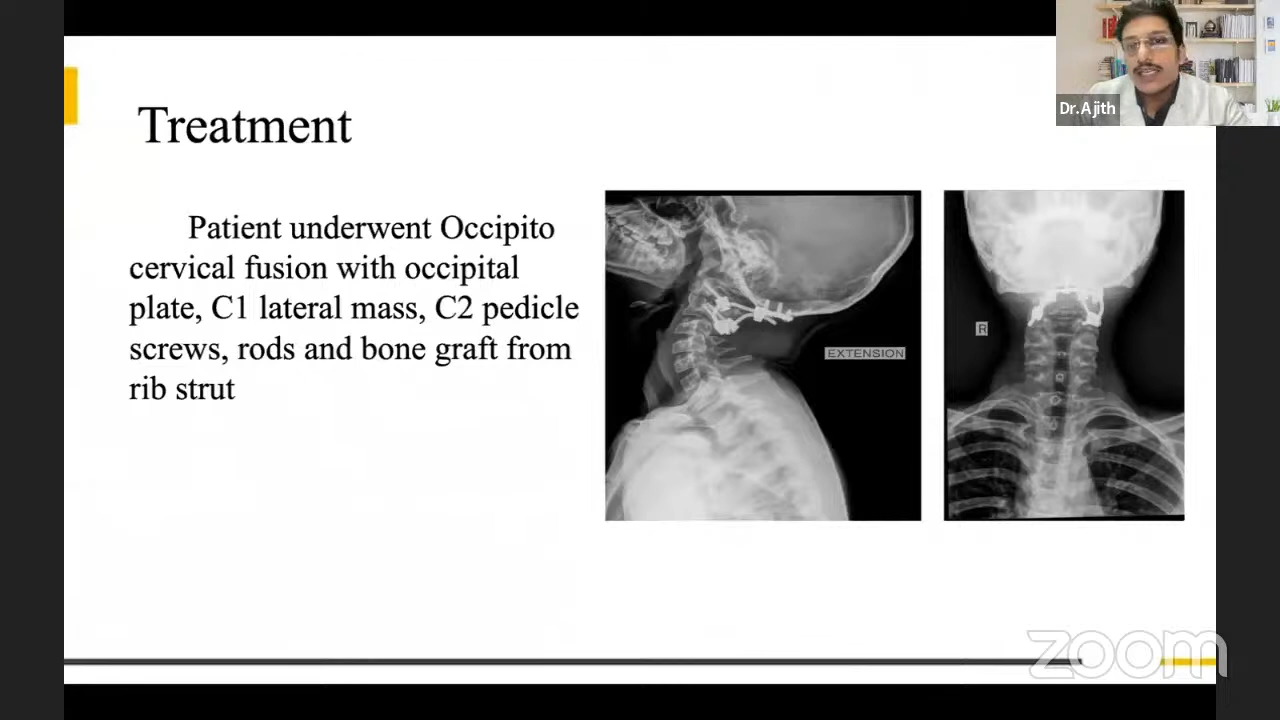 Dr.Ajith
Treatment
Patient underwent Occipito
cervical fusion with occipital
plate, C1 lateral mass, C2 pedicle
screws, rods and bone graft from
rib strut
EXTENSION
R
zoom